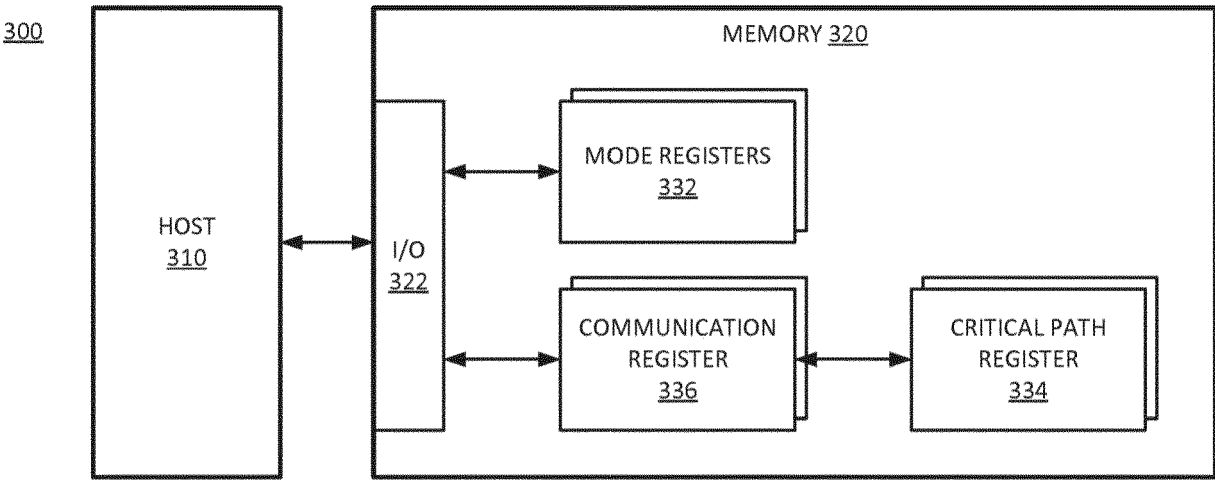 300
MEMORY 320
MODE REGISTERS
332
HOST
310
I/O
322
COMMUNICATION
REGISTER
336
CRITICAL PATH
REGISTER
334